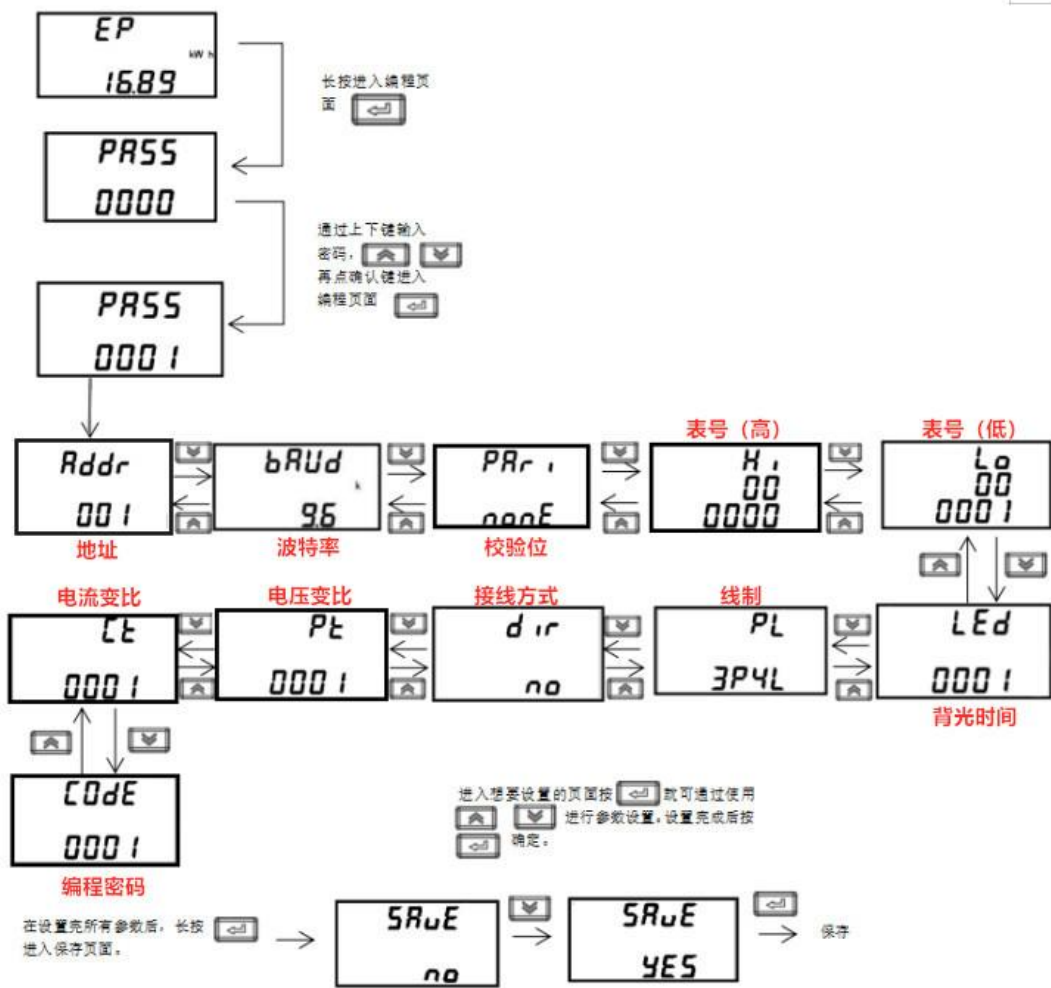 EP
kW h
16.89
长按进入编程页
面
PASS
0000
通过上下键输入
密码，
再点确认键进入
编程页面
PASS
0001
表号（高）
表号（低）
Addr
001
bAUd
k
9.6
PAri
nonE
Hi
00
0000
Lo
00
0001
地址
波特率
校验位
电流变比
电压变比
接线方式
线制
Ct
0001
Pt
0001
dir
no
PL
3P4L
LEd
0001
背光时间
COdE
0001
编程密码
进入想要设置的页面按 就可通过使用
进行参数设置。设置完成后按
确定。
在设置完所有参数后，长按
进入保存页面。
SAvE
no
SAvE
YES
保存